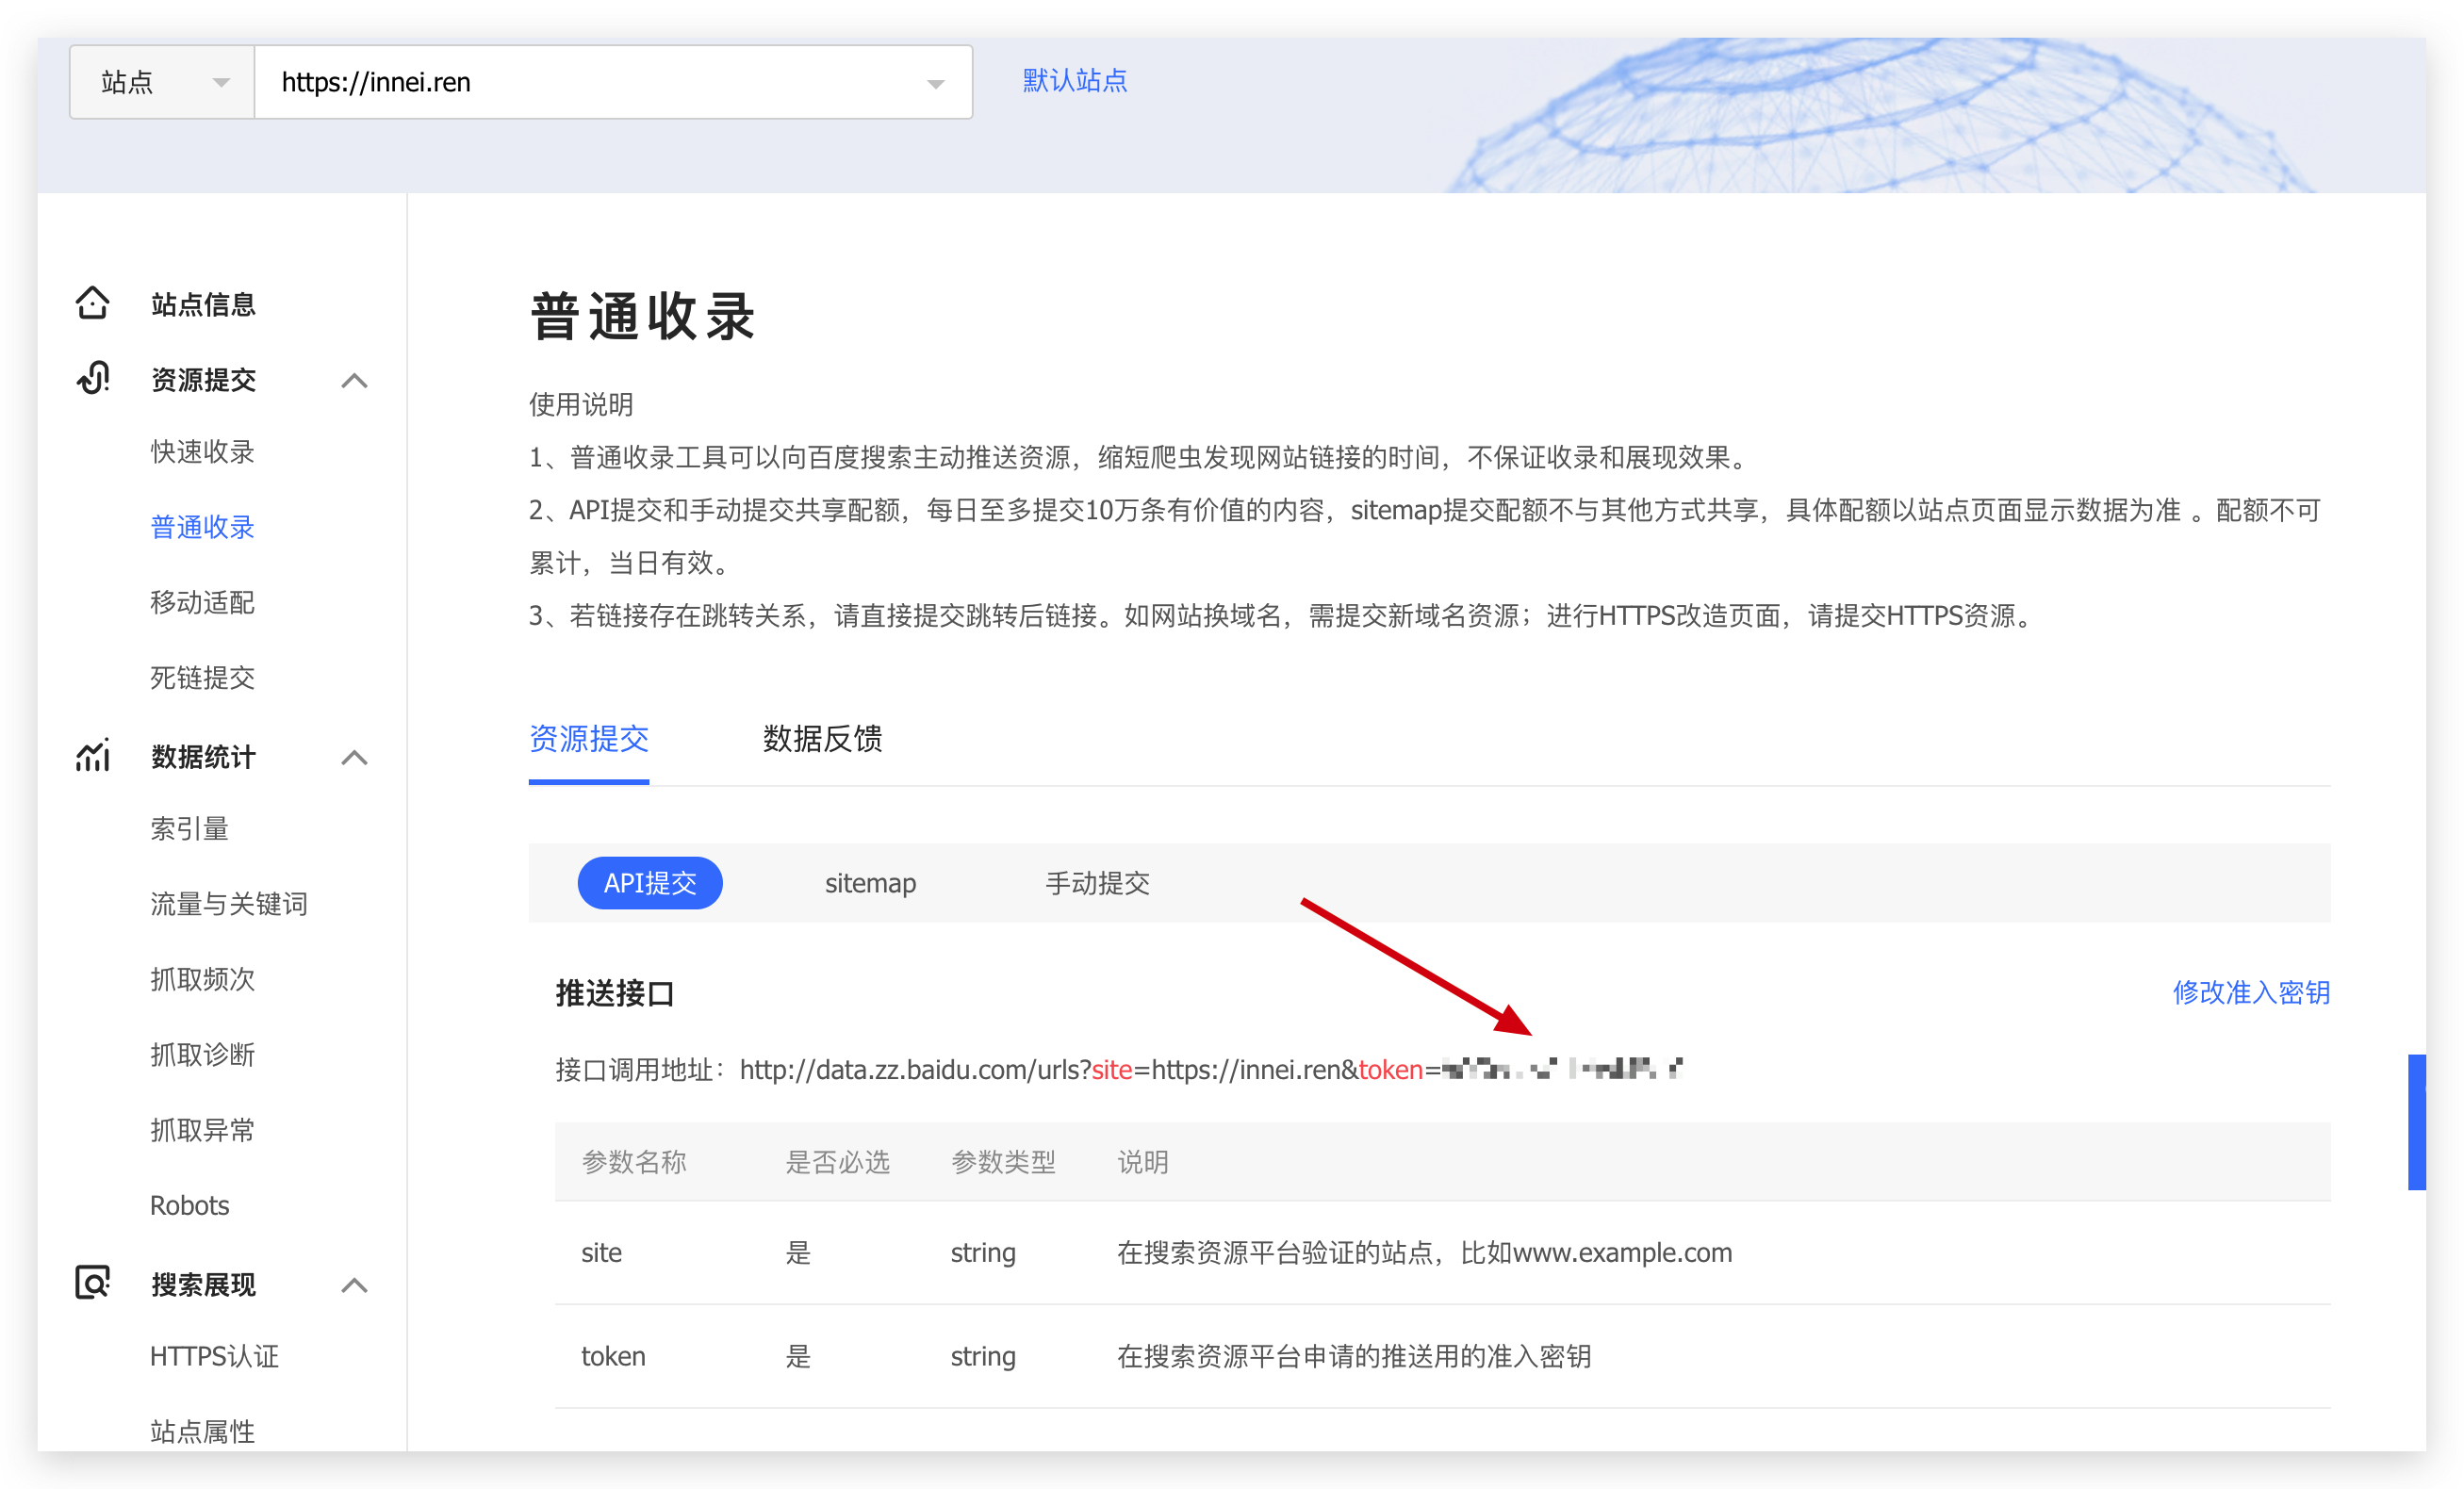 站点
https://innei.ren
默认站点
站点信息
资源提交
快速收录
普通收录
移动适配
死链提交
数据统计
索引量
流量与关键词
抓取频次
抓取诊断
抓取异常
Robots
搜索展现
HTTPS认证
站点属性
普通收录
使用说明
1、普通收录工具可以向百度搜索主动推送资源，缩短爬虫发现网站链接的时间，不保证收录和展现效果。
2、API提交和手动提交共享配额，每日至多提交10万条有价值的内容，sitemap提交配额不与其他方式共享，具体配额以站点页面显示数据为准 。配额不可
累计，当日有效。
3、若链接存在跳转关系，请直接提交跳转后链接。如网站换域名，需提交新域名资源；进行HTTPS改造页面，请提交HTTPS资源。
资源提交 数据反馈
API提交 sitemap 手动提交
推送接口 修改准入密钥
接口调用地址：http://data.zz.baidu.com/urls?site=https://innei.ren&token=
参数名称 是否必选 参数类型 说明
site 是 string 在搜索资源平台验证的站点，比如www.example.com
token 是 string 在搜索资源平台申请的推送用的准入密钥